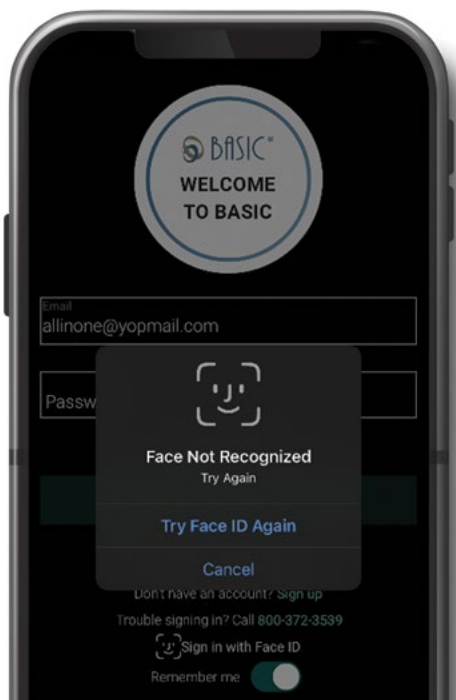 BASIC
WELCOME
TO BASIC
Email
allinone@yopmail.com
Passw
Face Not Recognized
Try Again
Try Face ID Again
Cancel
Don't have an account? Sign up
Trouble signing in? Call 800-372-3539
Sign in with Face ID
Remember me